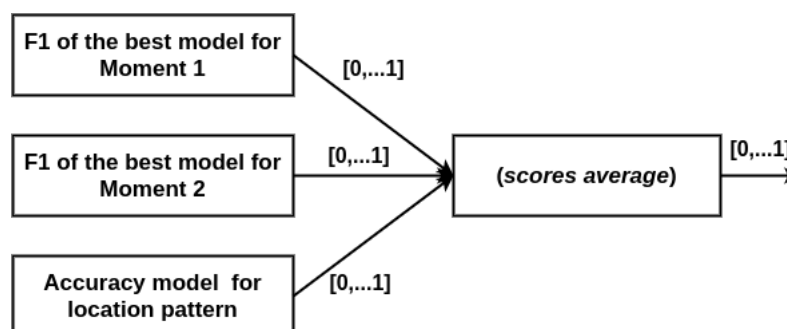 F1 of the best model for
Moment 1
[0,...1]
F1 of the best model for
Moment 2
[0,...1]
(scores average)
[0,...1]
Accuracy model for
location pattern
[0,...1]